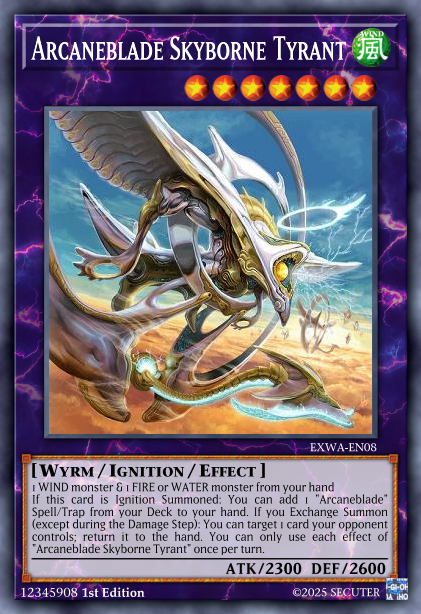 ARCANEBLADE SKYBORNE TYRANT
WIND
風
EXWA-EN08
[WYRM / IGNITION / EFFECT]
1 WIND monster & 1 FIRE or WATER monster from your hand
If this card is Ignition Summoned: You can add 1 "Arcaneblade"
Spell/Trap from your Deck to your hand. If you Exchange Summon
(except during the Damage Step): You can target 1 card your opponent
controls; return it to the hand. You can only use each effect of
"Arcaneblade Skyborne Tyrant" once per turn.
ATK/2300 DEF/2600
12345908 1st Edition
©2025 SECUTER